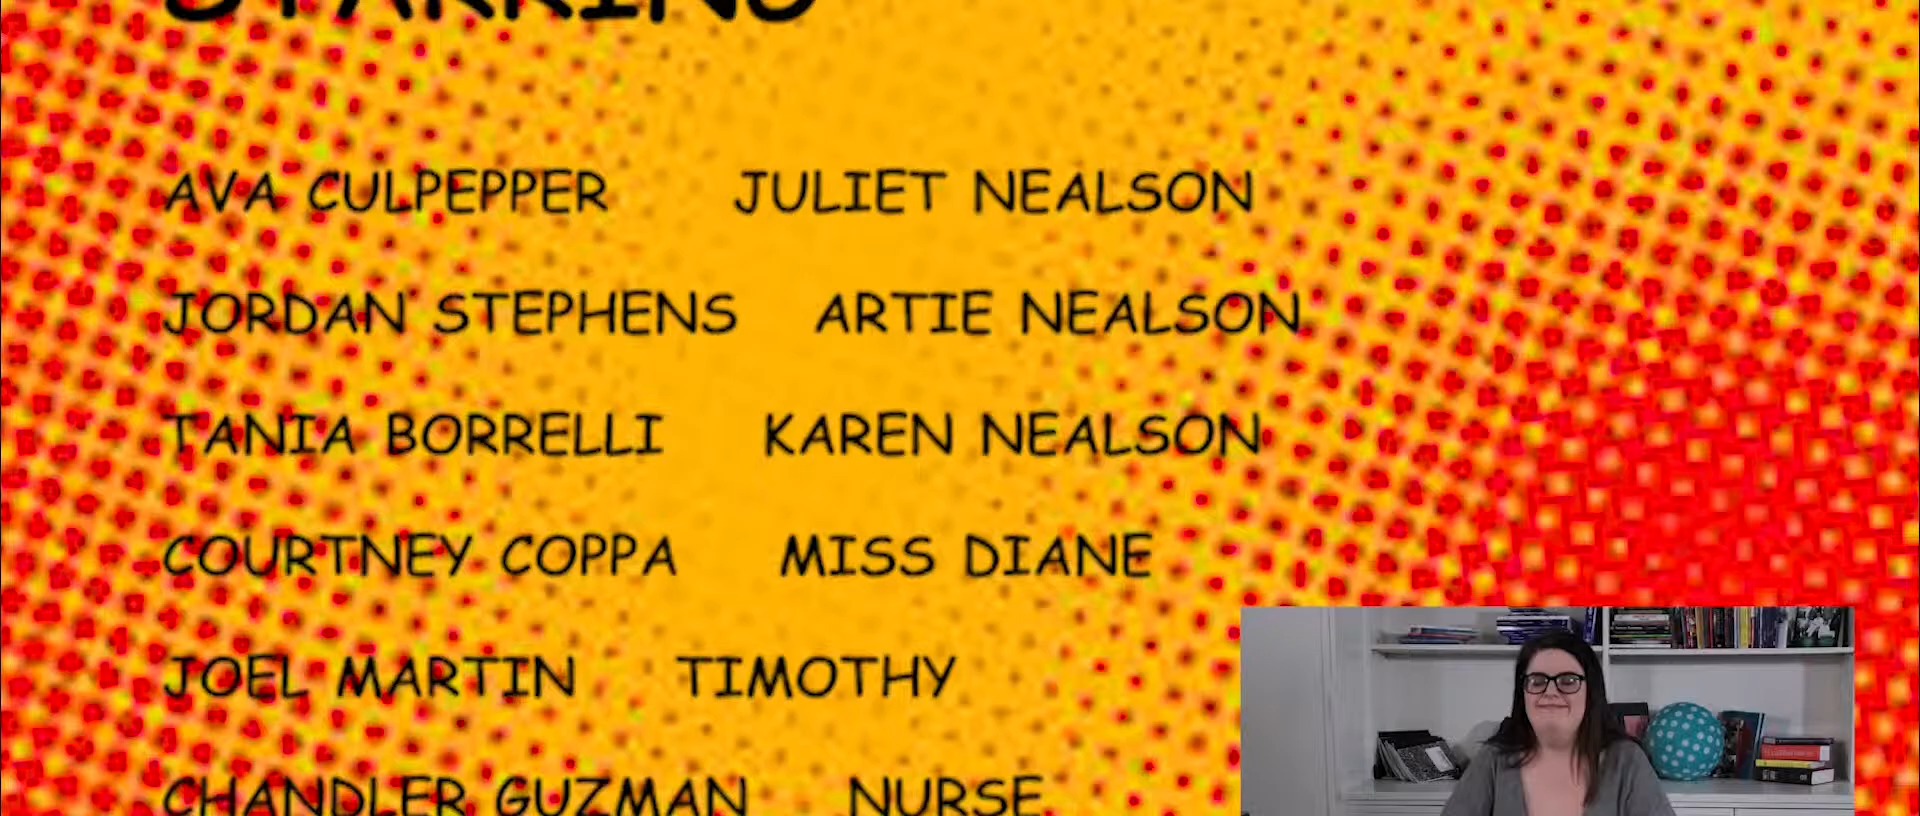 STARRING
AVA CULPEPPER JULIET NEALSON
JORDAN STEPHENS ARTIE NEALSON
TANIA BORRELLI KAREN NEALSON
COURTNEY COPPA MISS DIANE
JOEL MARTIN TIMOTHY
CHANDLER GUZMAN NURSE